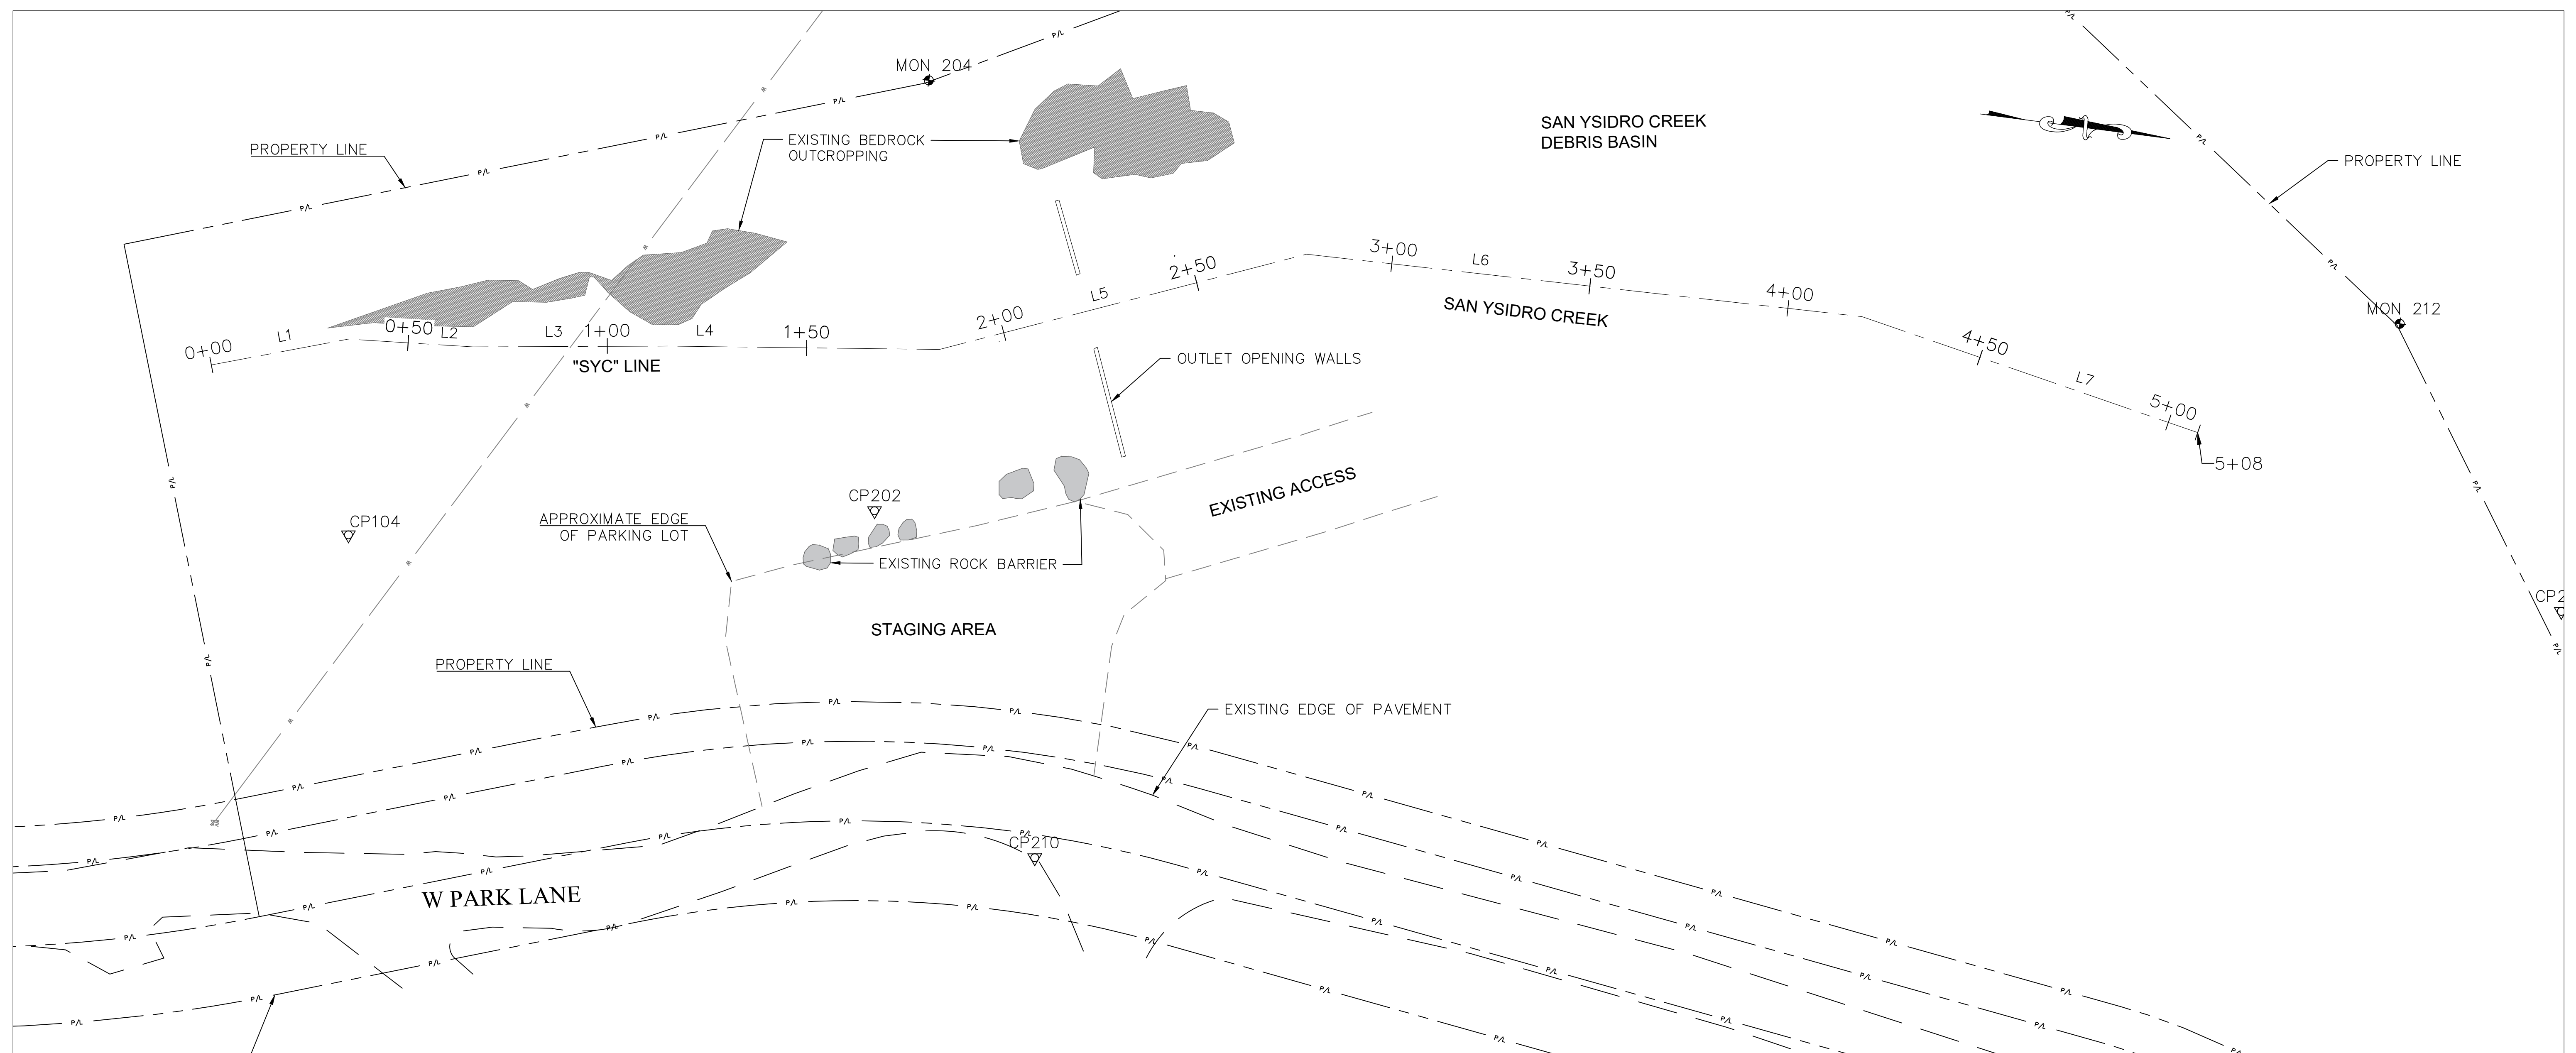 MON 204
P/L
PROPERTY LINE
EXISTING BEDROCK
OUTCROPPING
SAN YSIDRO CREEK
DEBRIS BASIN
PROPERTY LINE
MON 212
0+00
L1
0+50
L2
L3
1+00
L4
1+50
2+00
L5
2+50
3+00
L6
3+50
4+00
4+50
L7
5+00
5+08
"SYC" LINE
SAN YSIDRO CREEK
OUTLET OPENING WALLS
EXISTING ACCESS
CP104
CP202
APPROXIMATE EDGE
OF PARKING LOT
EXISTING ROCK BARRIER
STAGING AREA
PROPERTY LINE
EXISTING EDGE OF PAVEMENT
CP210
W PARK LANE